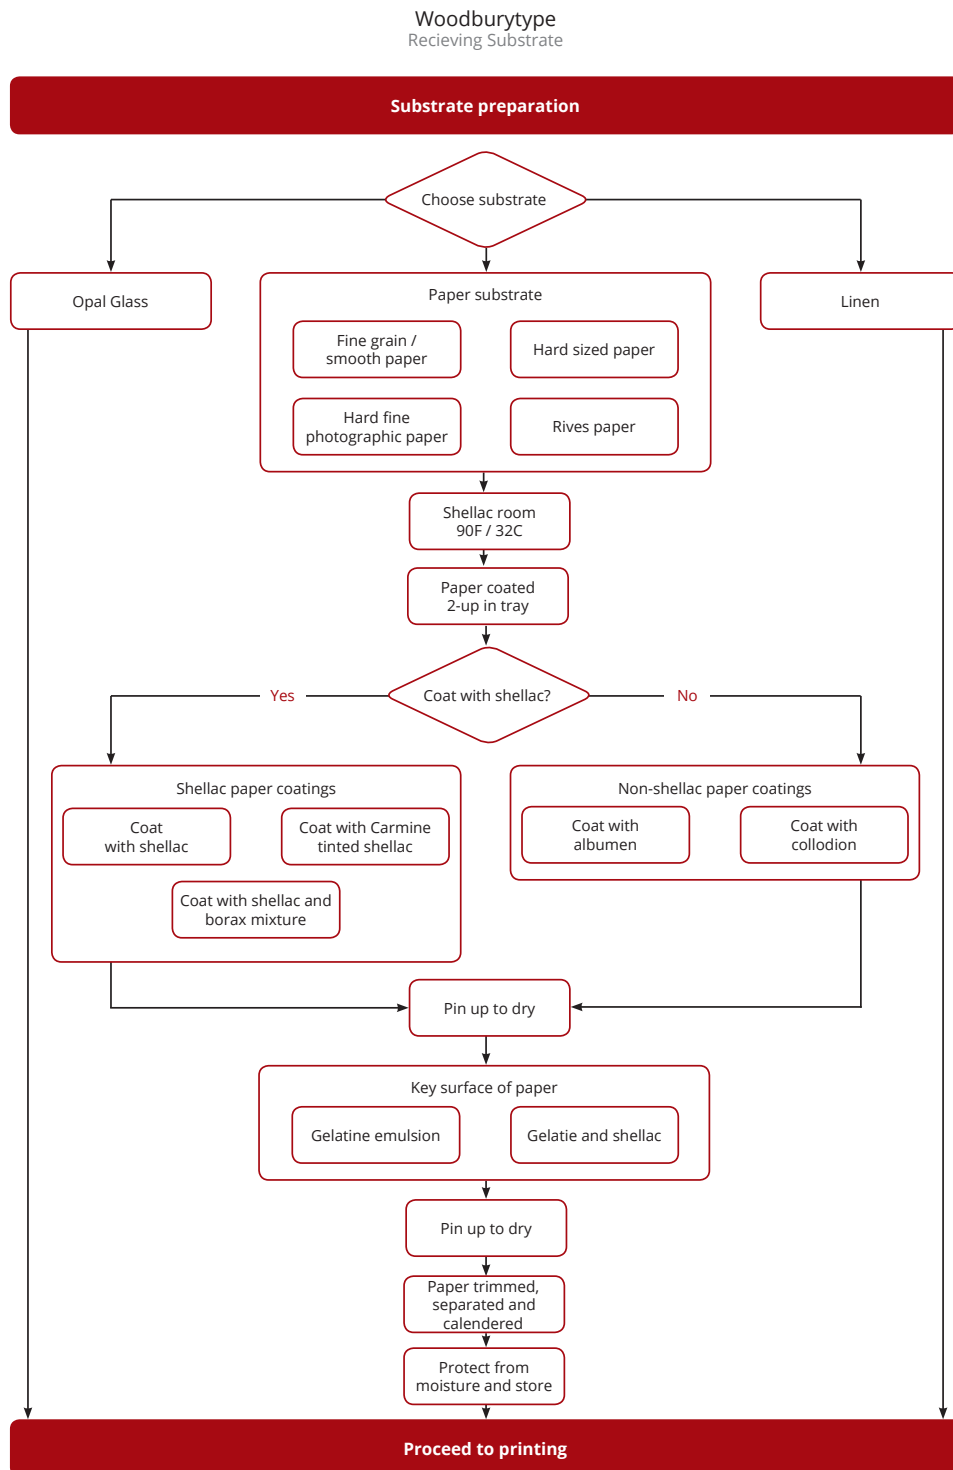 Woodburytype
Recieving Substrate
Substrate preparation
Choose substrate
Opal Glass
Paper substrate
Linen
Fine grain /
smooth paper
Hard sized paper
Hard fine
photographic paper
Rives paper
Shellac room
90F / 32C
Paper coated
2-up in tray
Coat with shellac?
Yes
No
Shellac paper coatings
Coat
with shellac
Coat with Carmine
tinted shellac
Coat with shellac and
borax mixture
Non-shellac paper coatings
Coat with
albumen
Coat with
collodion
Pin up to dry
Key surface of paper
Gelatine emulsion
Gelatie and shellac
Pin up to dry
Paper trimmed,
separated and
calendered
Protect from
moisture and store
Proceed to printing